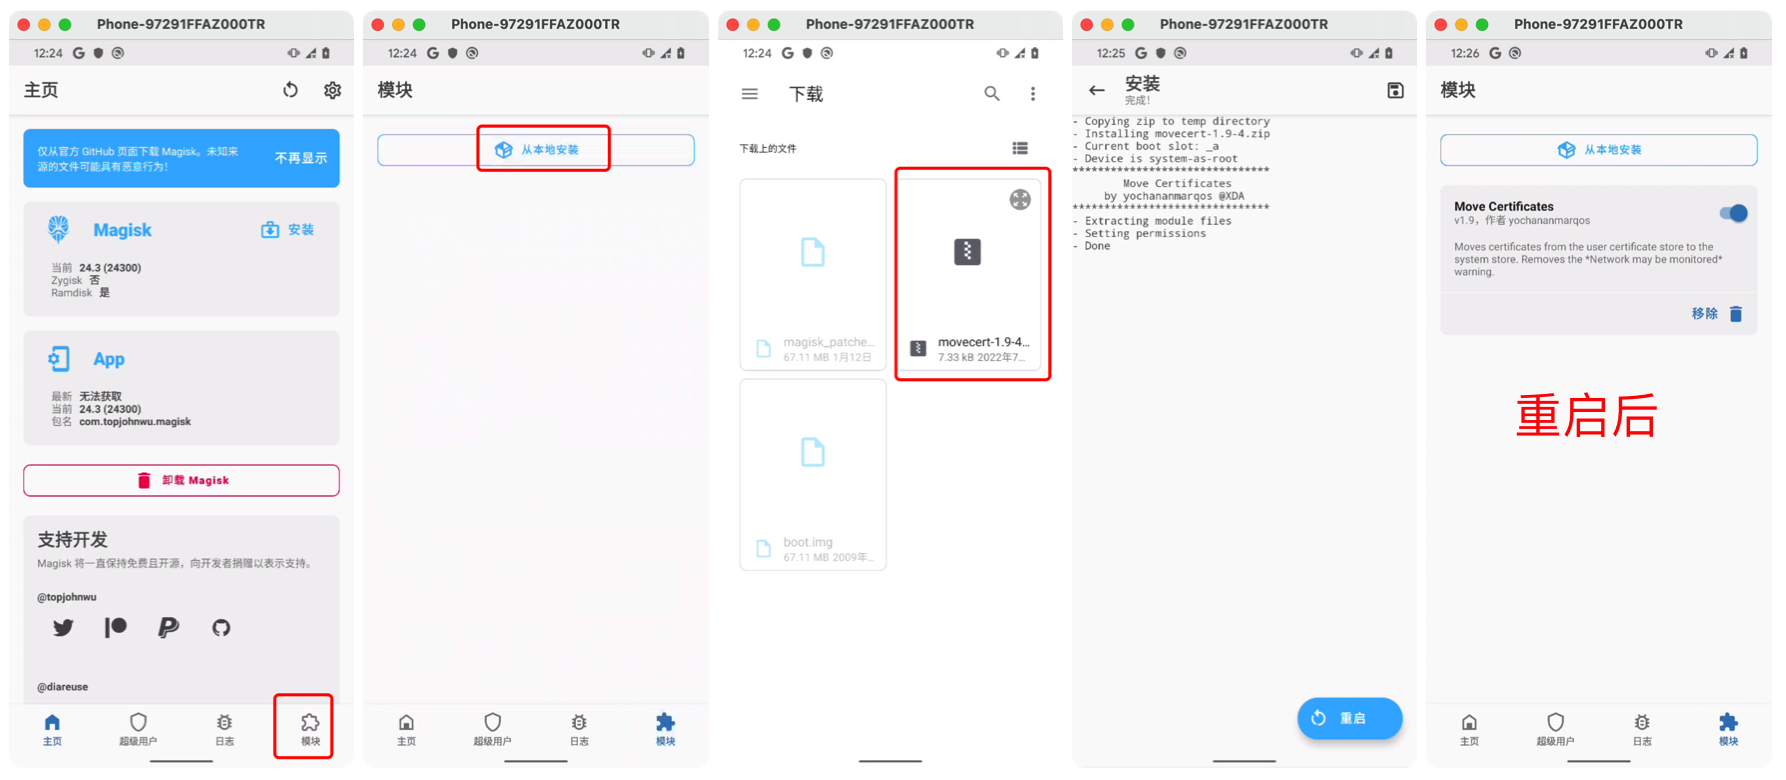 Phone-97291FFAZ000TR
12:24
主页
仅从官方 GitHub 页面下载 Magisk。未知来
源的文件可能具有恶意行为!
不再显示
Magisk
安装
当前 24.3 (24300)
Zygisk 否
Ramdisk 是
App
最新 无法获取
当前 24.3 (24300)
包名 com.topjohnwu.magisk
卸载 Magisk
支持开发
Magisk 将一直保持免费且开源，向开发者捐赠以表示支持。
@topjohnwu
@diareuse
主页 超级用户 日志 模块
Phone-97291FFAZ000TR
12:24
模块
从本地安装
主页 超级用户 日志 模块
Phone-97291FFAZ000TR
12:24
下载
下载上的文件
magisk_patche...
67.11 MB 1月12日
movecert-1.9-4...
7.33 kB 2022年7...
boot.img
67.11 MB 2009年...
Phone-97291FFAZ000TR
12:25
安装
完成!
- Copying zip to temp directory
- Installing movecert-1.9-4.zip
- Current boot slot: _a
- Device is system-as-root
*******************************
Move Certificates
by yochananmarqos @XDA
*******************************
- Extracting module files
- Setting permissions
- Done
重启
Phone-97291FFAZ000TR
12:26
模块
从本地安装
Move Certificates
v1.9，作者 yochananmarqos
Moves certificates from the user certificate store to the
system store. Removes the *Network may be monitored*
warning.
移除
重启后
主页 超级用户 日志 模块